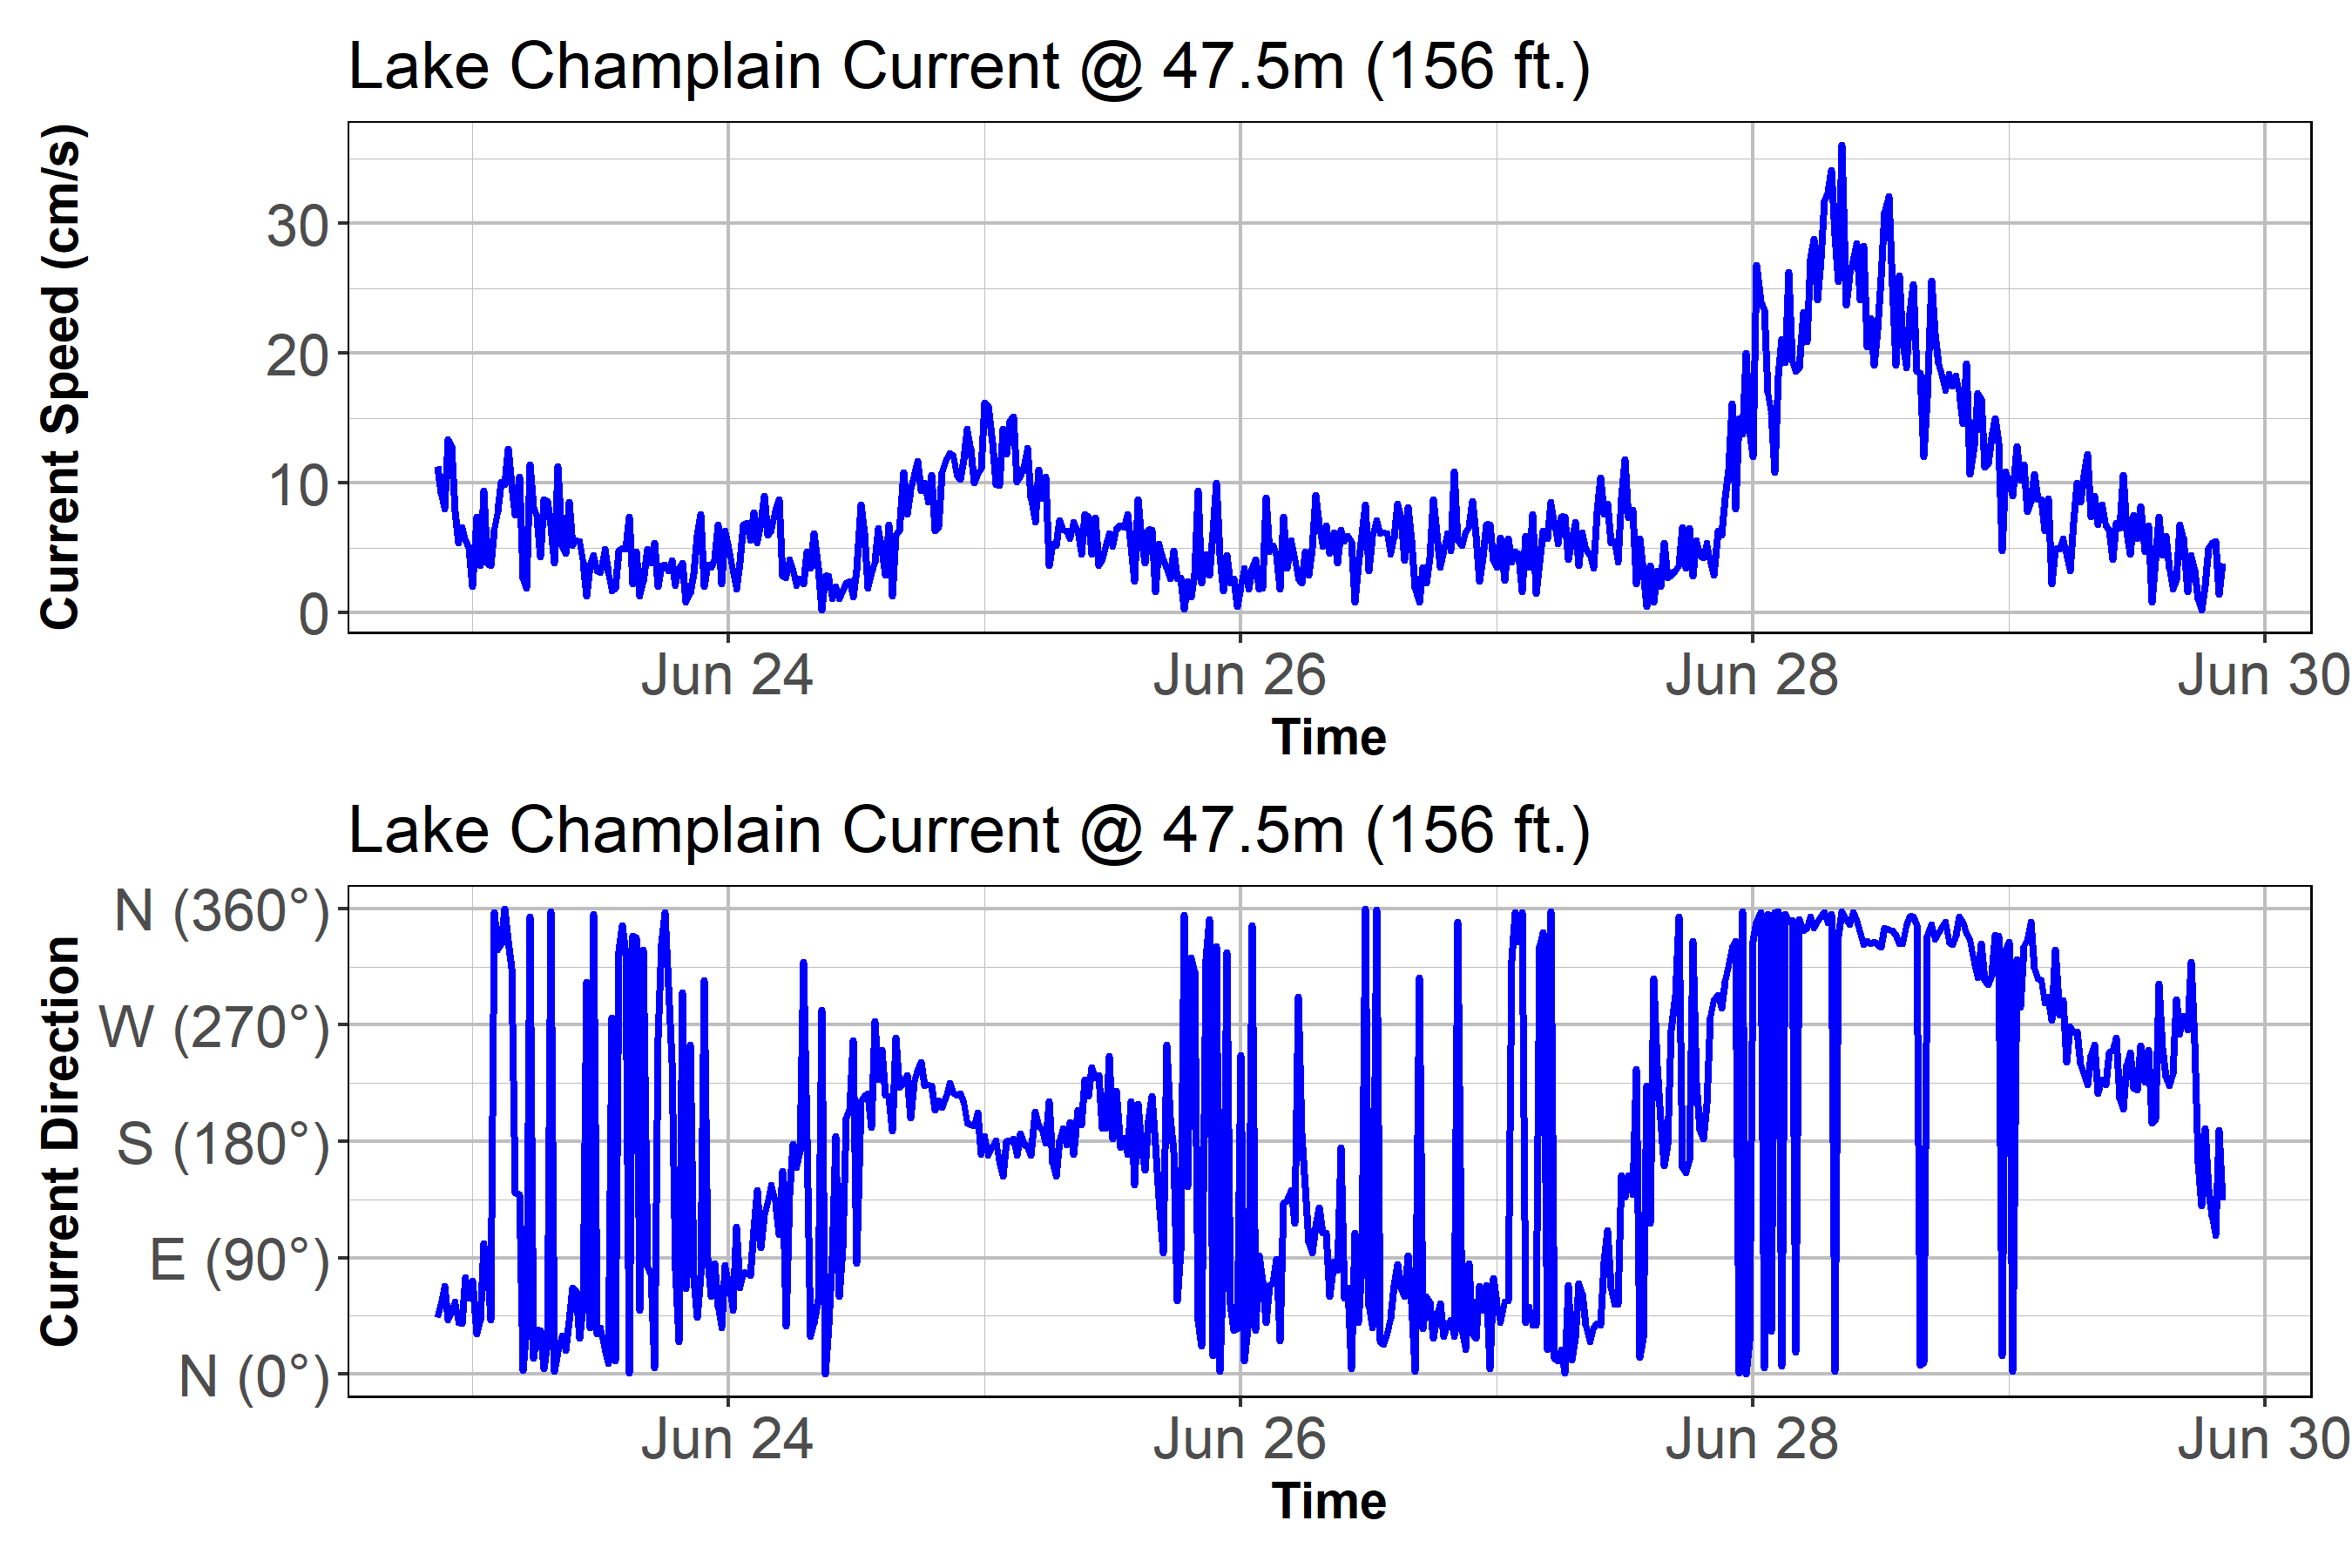 Lake Champlain Current @ 47.5m (156 ft.)
Current Speed (cm/s)
30
20
10
0
Jun 24 Jun 26 Jun 28 Jun 30
Time
Lake Champlain Current @ 47.5m (156 ft.)
Current Direction
N (360°)
W (270°)
S (180°)
E (90°)
N (0°)
Jun 24 Jun 26 Jun 28 Jun 30
Time